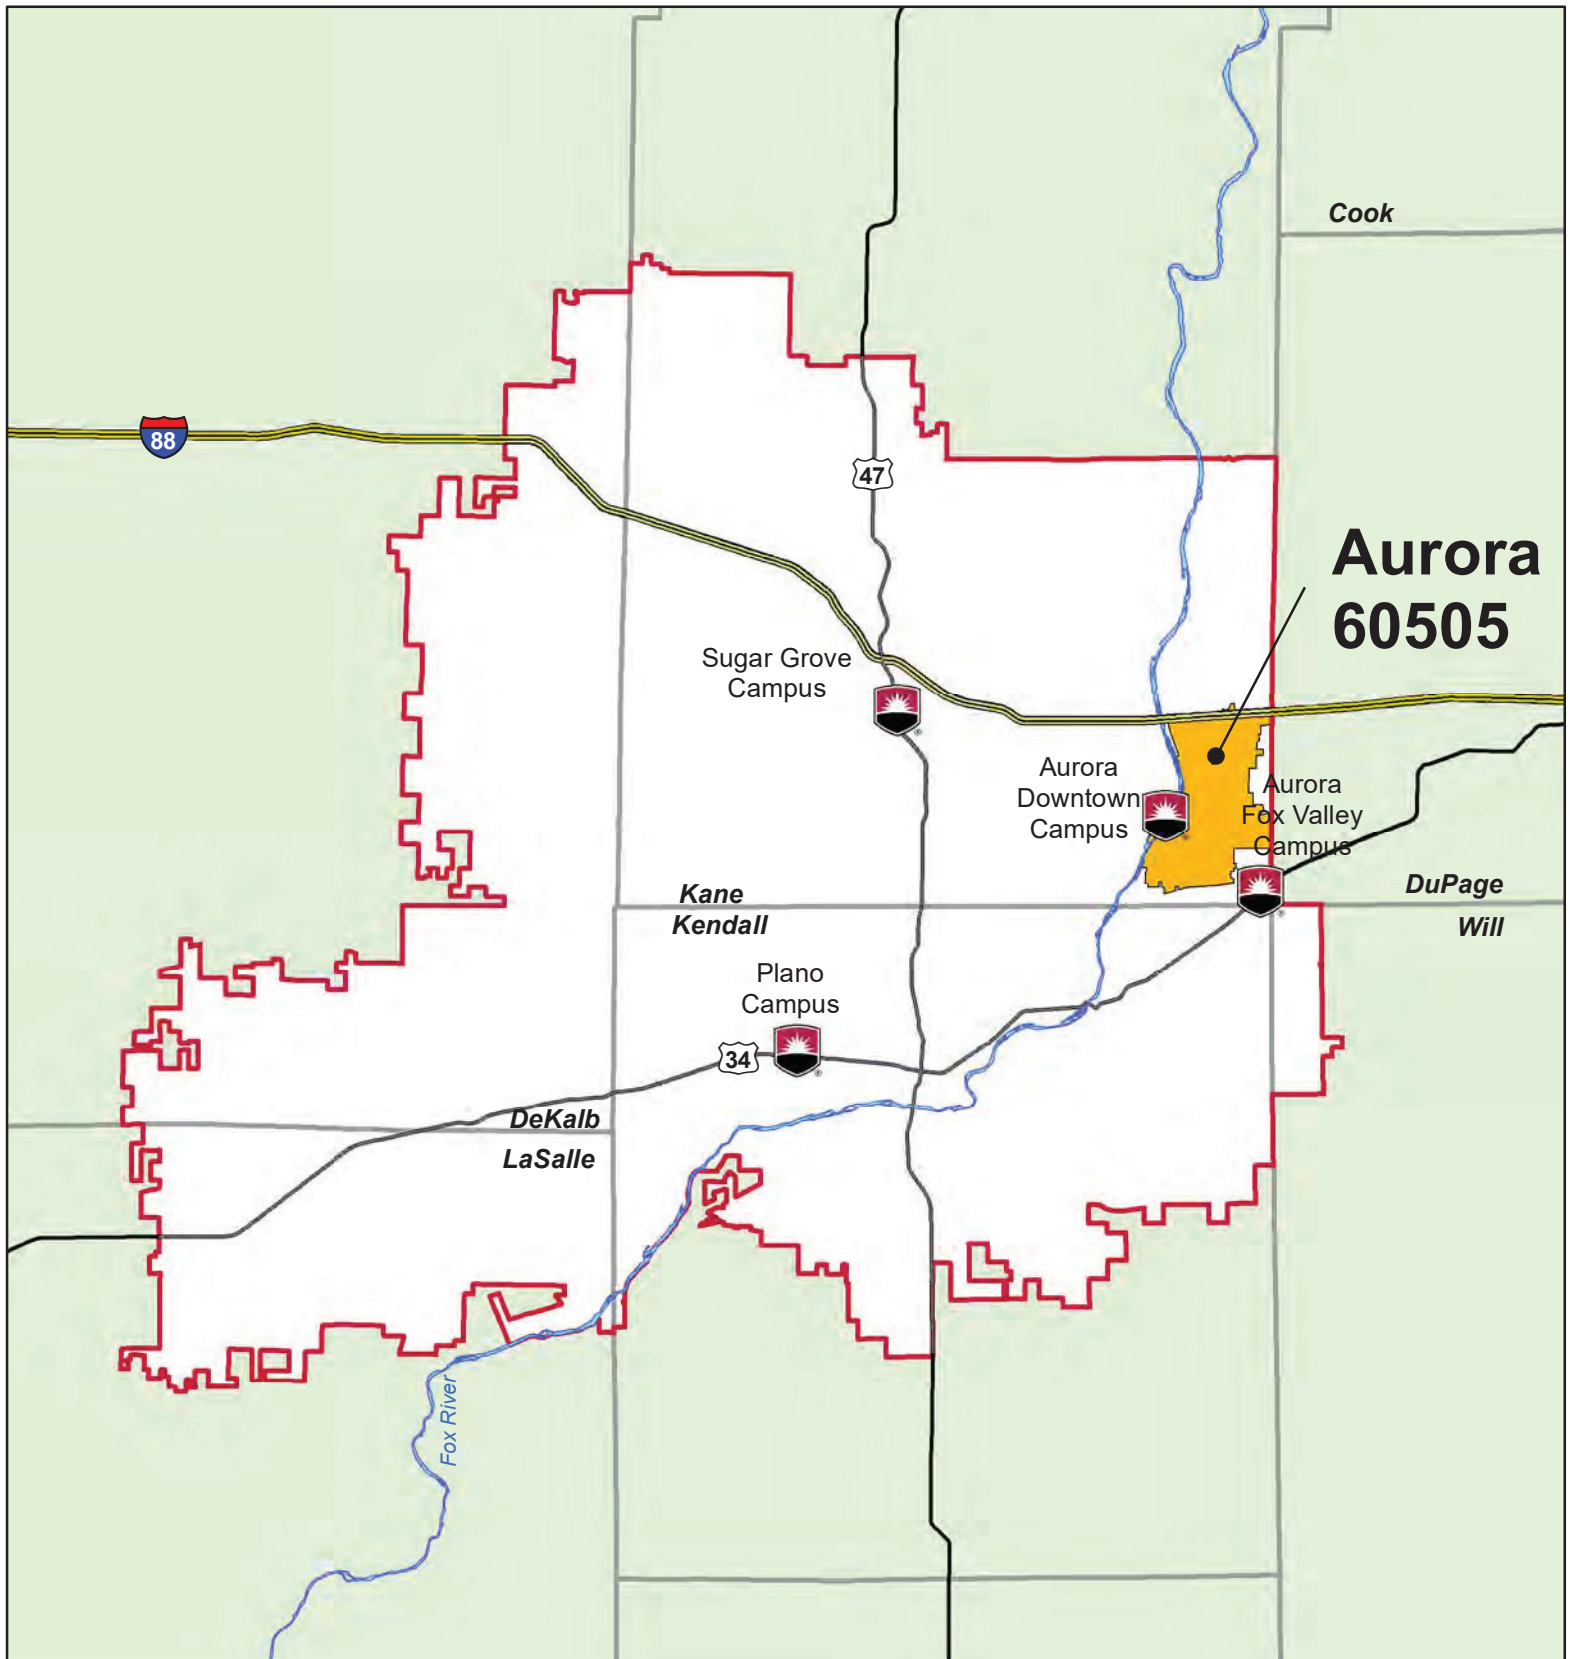 Cook
88
47
Aurora
60505
Sugar Grove
Campus
Aurora
Downtown
Campus
Aurora
Fox Valley
Campus
Kane
Kendall
DuPage
Will
Plano
Campus
34
DeKalb
LaSalle
Fox River